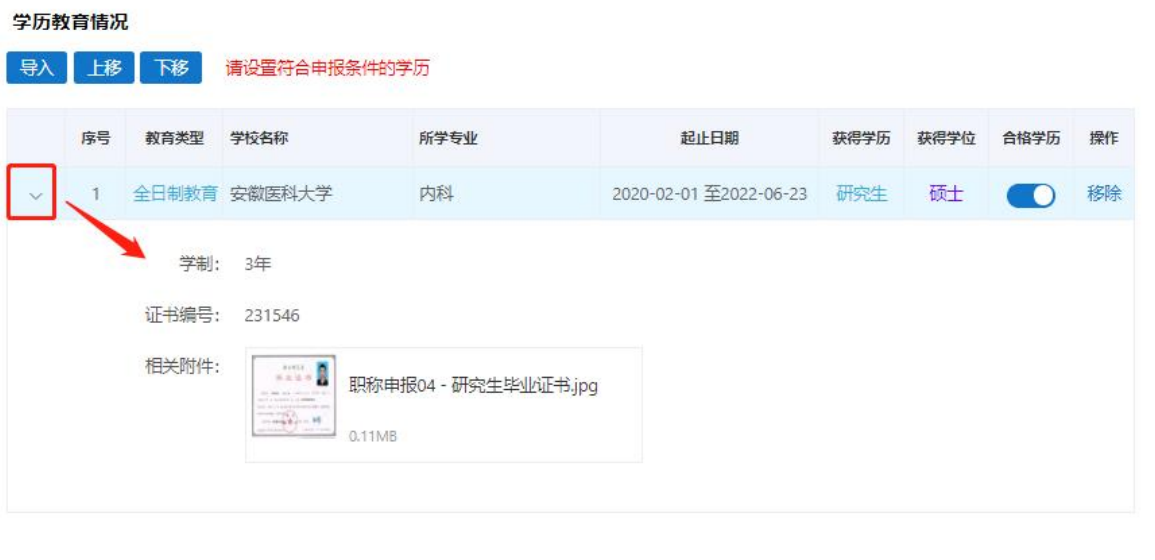 学历教育情况
导入 上移 下移 请设置符合申报条件的学历
序号 教育类型 学校名称 所学专业 起止日期 获得学历 获得学位 合格学历 操作
1 全日制教育 安徽医科大学 内科 2020-02-01 至2022-06-23 研究生 硕士 移除
学制: 3年
证书编号: 231546
相关附件:
职称申报04 - 研究生毕业证书.jpg
0.11MB